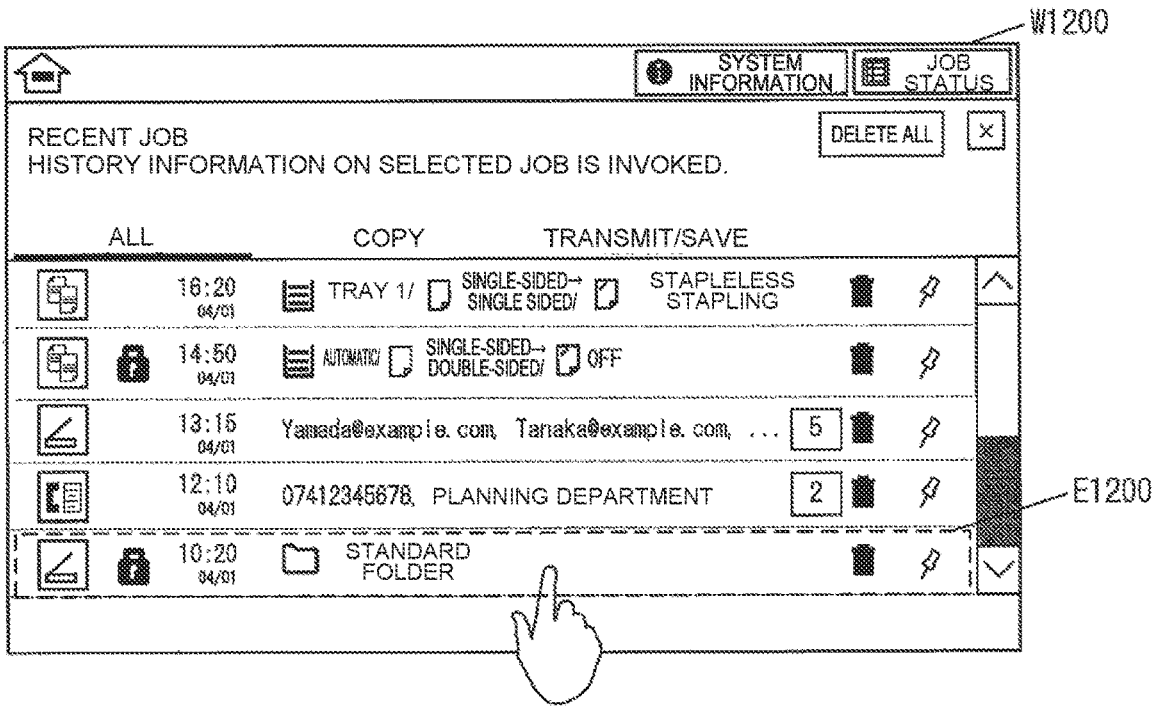 W1200
SYSTEM
INFORMATION
JOB
STATUS
RECENT JOB
DELETE ALL
×
HISTORY INFORMATION ON SELECTED JOB IS INVOKED.
ALL COPY TRANSMIT/SAVE
16:20
04/01
TRAY 1/
SINGLE-SIDED→
SINGLE SIDED/
STAPLELESS
STAPLING
14:50
04/01
AUTOMATIC/
SINGLE-SIDED→
DOUBLE-SIDED/
OFF
13:15
04/01
Yamada@example.com, Tanaka@example.com, ... 5
12:10
04/01
07412345678, PLANNING DEPARTMENT 2
E1200
10:20
04/01
STANDARD
FOLDER